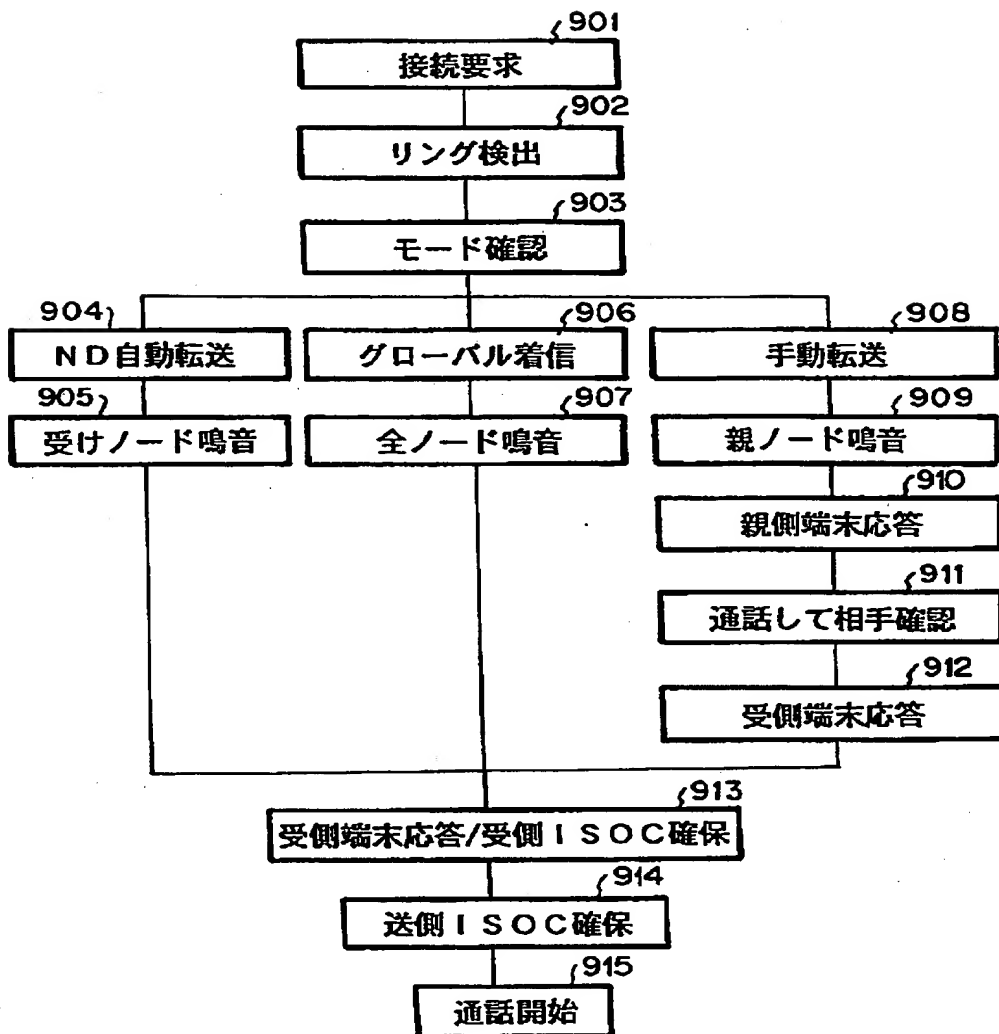 901
接続要求
902
リング検出
903
モード確認
904 906 908
ND自動転送 グローバル着信 手動転送
905 907 909
受けノード鳴音 全ノード鳴音 親ノード鳴音
910
親側端末応答
911
通話して相手確認
912
受側端末応答
913
受側端末応答/受側ISOC確保
914
送側ISOC確保
915
通話開始